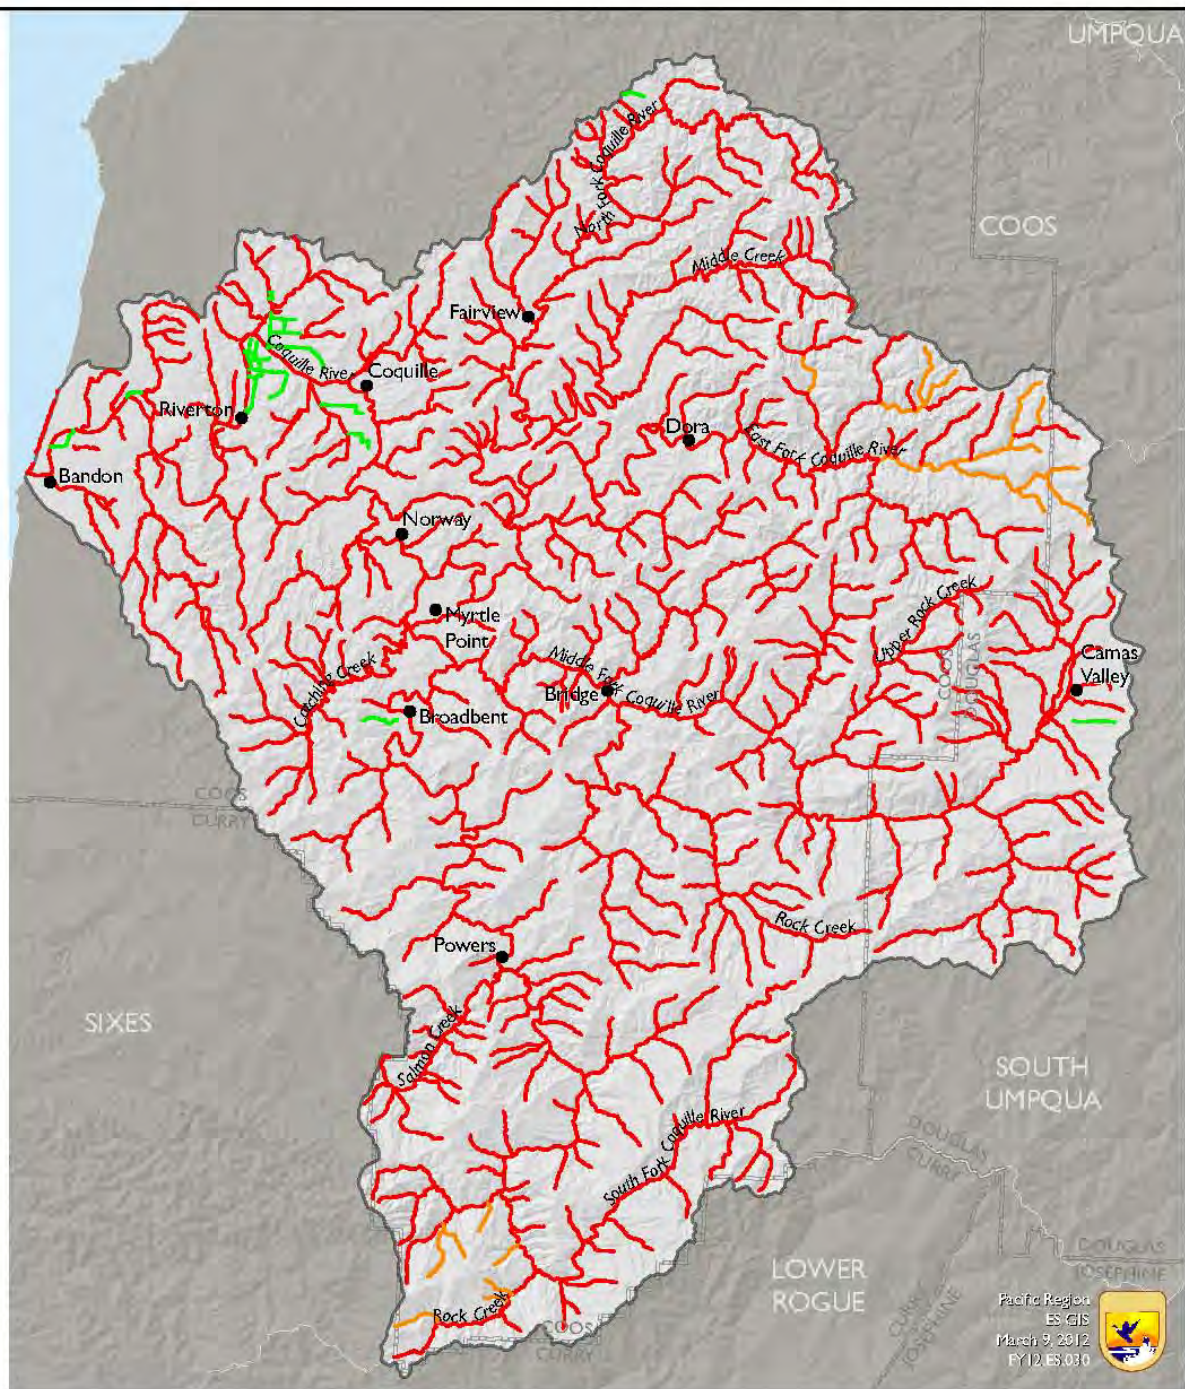 UMPQUA
North Fork Coquille River
COOS
Middle Creek
Fairview
Coquille River
Coquille
Riverton
Dora
East Fork Coquille River
Bandon
Norway
Upper Rock Creek
Myrtle
Point
COOS
DOUGLAS
Camas
Valley
Catching Creek
Middle Fork Coquille River
Bridge
Broadbent
COOS
CURRY
Rock Creek
Powers
SIXES
Salmon Creek
SOUTH
UMPQUA
South Fork Coquille River
DOUGLAS
CURRY
LOWER
ROGUE
DOUGLAS
JOSEPHINE
CURRY
JOSEPHINE
Rock Creek
COOS
CURRY
Pacific Region
ES GIS
March 9, 2012
FY12.ES.030